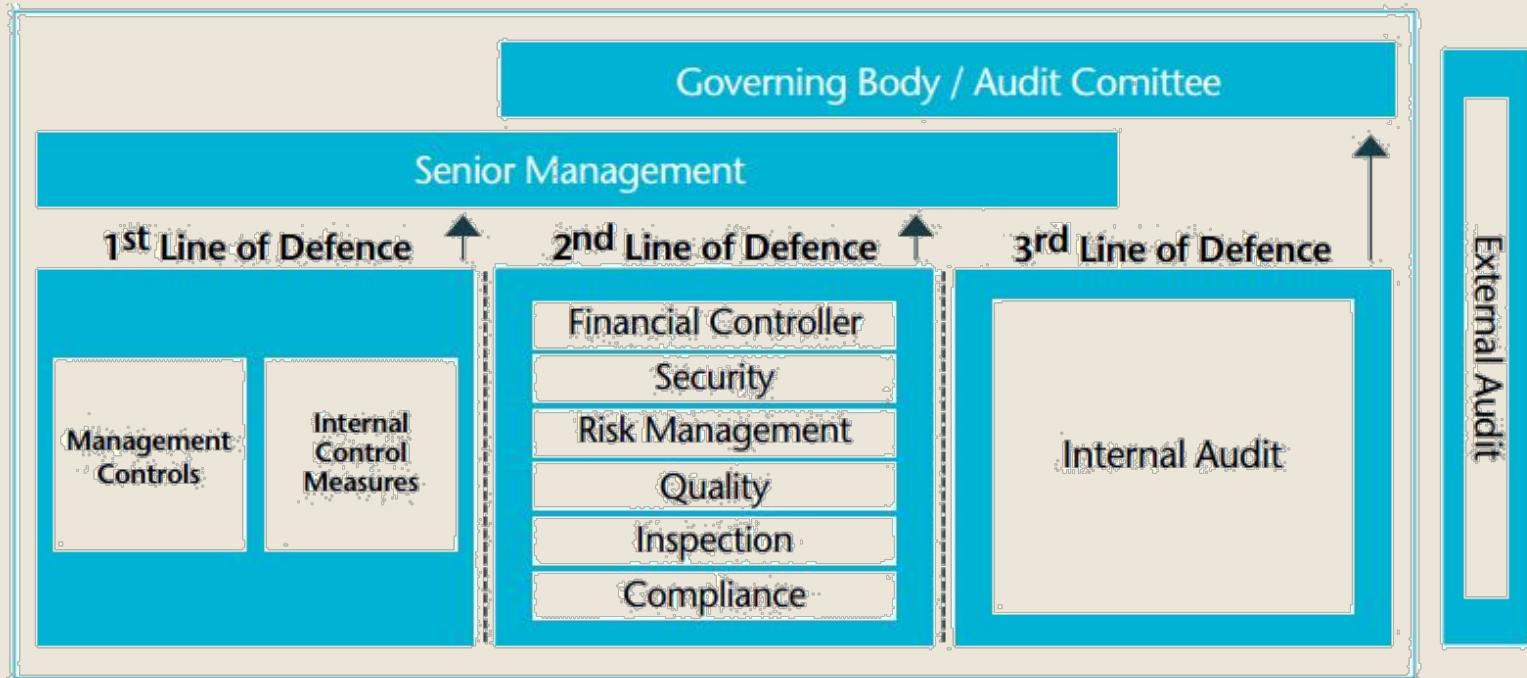 Governing Body / Audit Comittee
Senior Management
1st Line of Defence
2nd Line of Defence
3rd Line of Defence
Management
Controls
Internal
Control
Measures
Financial Controller
Security
Risk Management
Quality
Inspection
Compliance
Internal Audit
External Audit